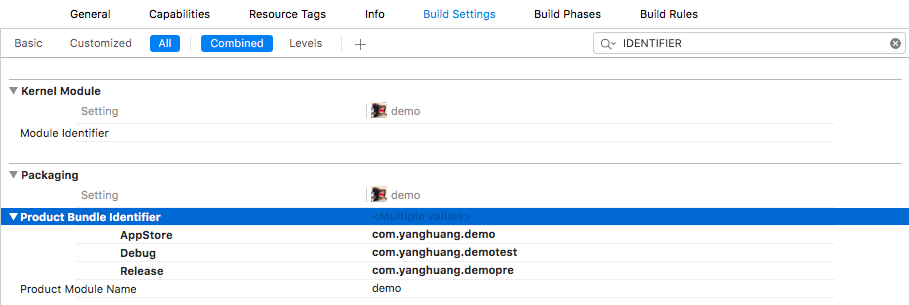 General Capabilities Resource Tags Info Build Settings Build Phases Build Rules
Basic Customized All Combined Levels + IDENTIFIER
Kernel Module
Setting demo
Module Identifier
Packaging
Setting demo
Product Bundle Identifier <Multiple values>
AppStore com.yanghuang.demo
Debug com.yanghuang.demotest
Release com.yanghuang.demopre
Product Module Name demo